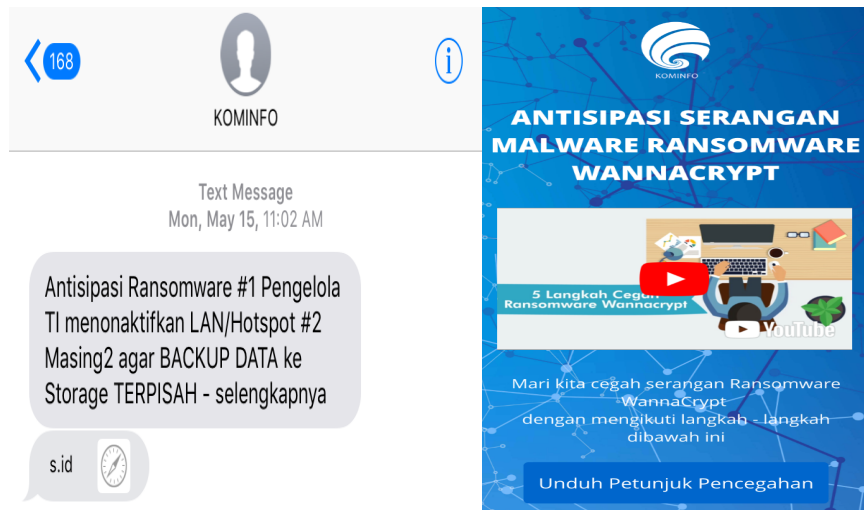 168
KOMINFO
Text Message
Mon, May 15, 11:02 AM
Antisipasi Ransomware #1 Pengelola
TI menonaktifkan LAN/Hotspot #2
Masing2 agar BACKUP DATA ke
Storage TERPISAH - selengkapnya
s.id
KOMINFO
ANTISIPASI SERANGAN
MALWARE RANSOMWARE
WANNACRYPT
5 Langkah Cegah
Ransomware Wannacrypt
YouTube
Mari kita cegah serangan Ransomware
WannaCrypt
dengan mengikuti langkah - langkah
dibawah ini
Unduh Petunjuk Pencegahan